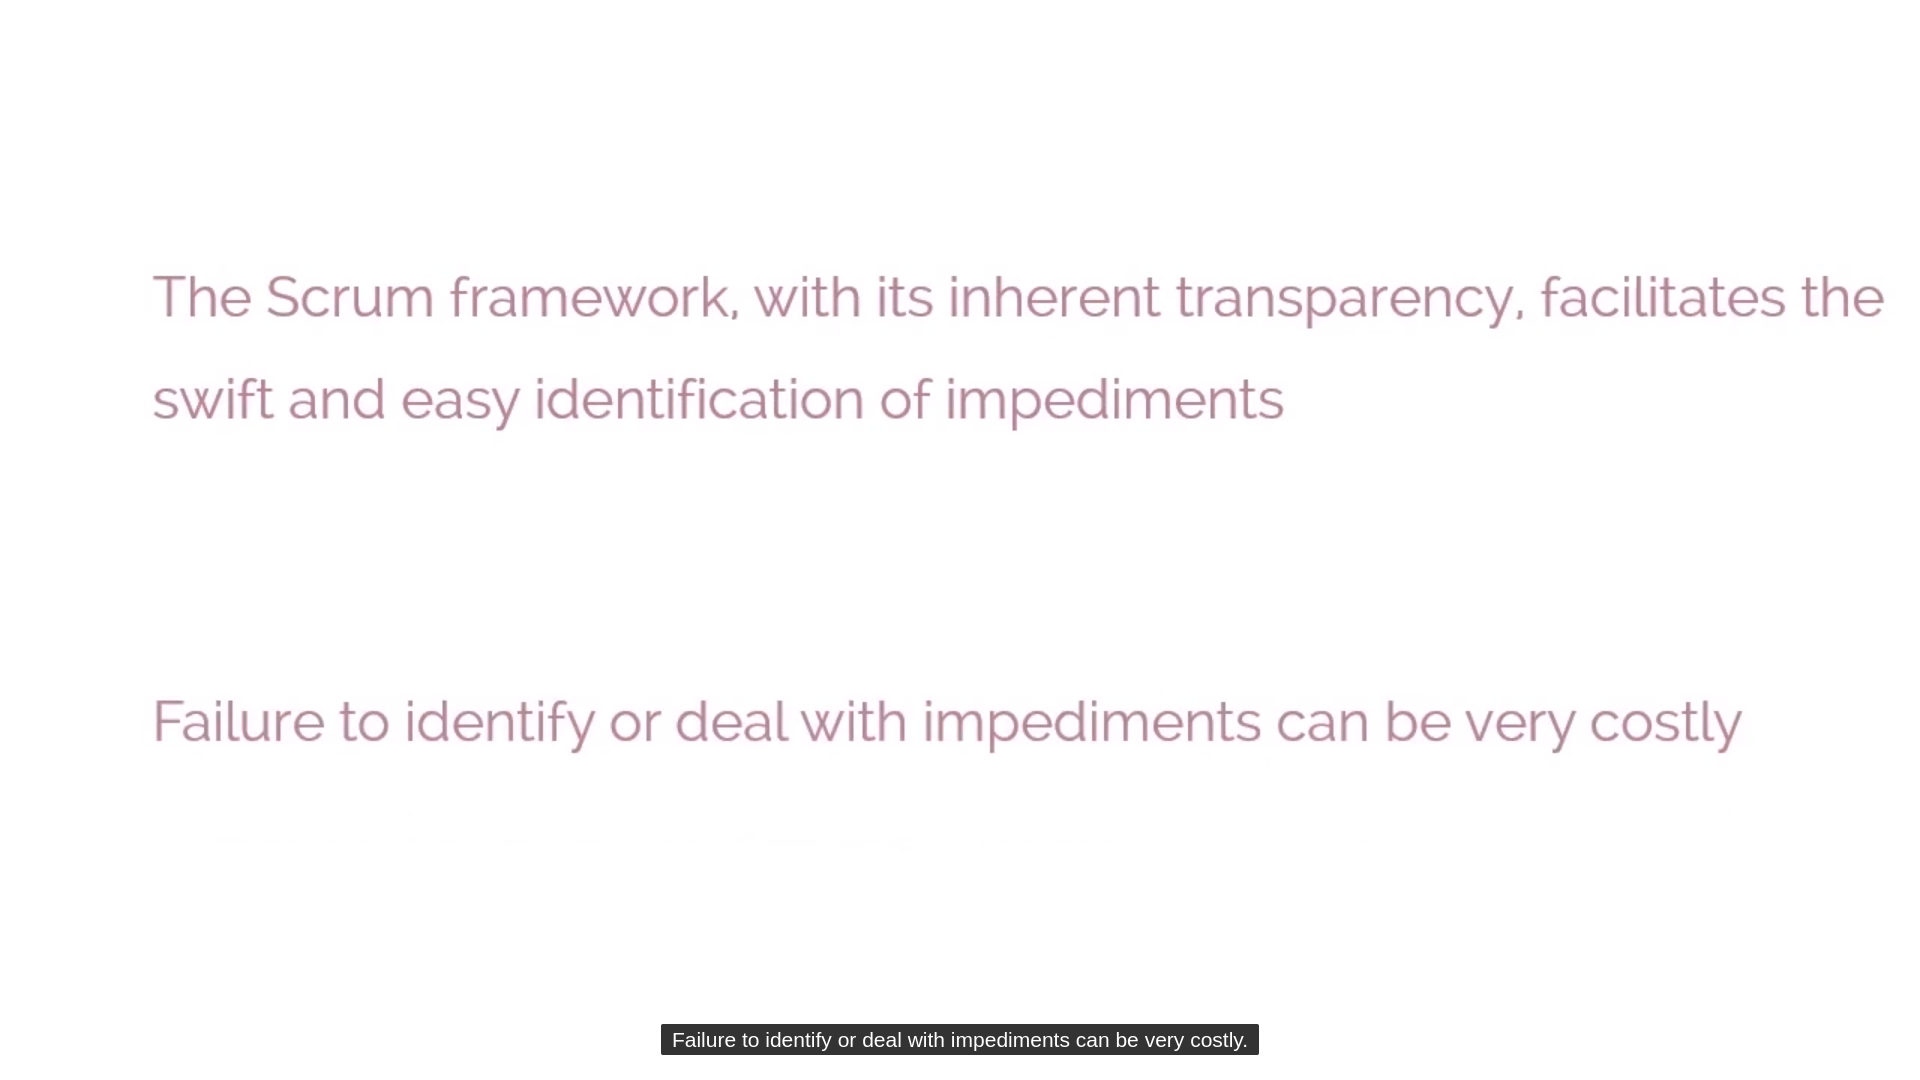 The Scrum framework, with its inherent transparency, facilitates the
swift and easy identification of impediments
Failure to identify or deal with impediments can be very costly
Failure to identify or deal with impediments can be very costly.